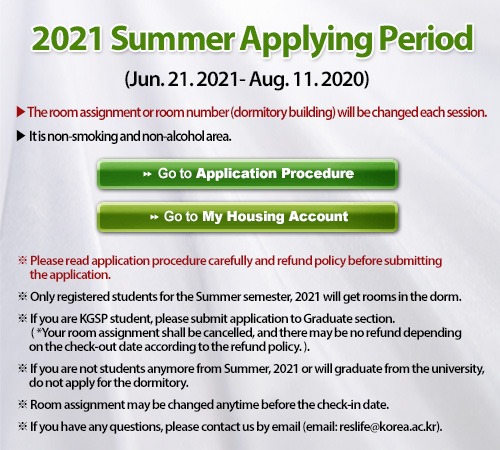 2021 Summer Applying Period
(Jun. 21. 2021- Aug. 11. 2020)
▶ The room assignment or room number (dormitory building) will be changed each session.
▶ It is non-smoking and non-alcohol area.
▸▸ Go to Application Procedure
▸▸ Go to My Housing Account
※ Please read application procedure carefully and refund policy before submitting
the application.
※ Only registered students for the Summer semester, 2021 will get rooms in the dorm.
※ If you are KGSP student, please submit application to Graduate section.
( *Your room assignment shall be cancelled, and there may be no refund depending
on the check-out date according to the refund policy. ).
※ If you are not students anymore from Summer, 2021 or will graduate from the university,
do not apply for the dormitory.
※ Room assignment may be changed anytime before the check-in date.
※ If you have any questions, please contact us by email (email: reslife@korea.ac.kr).